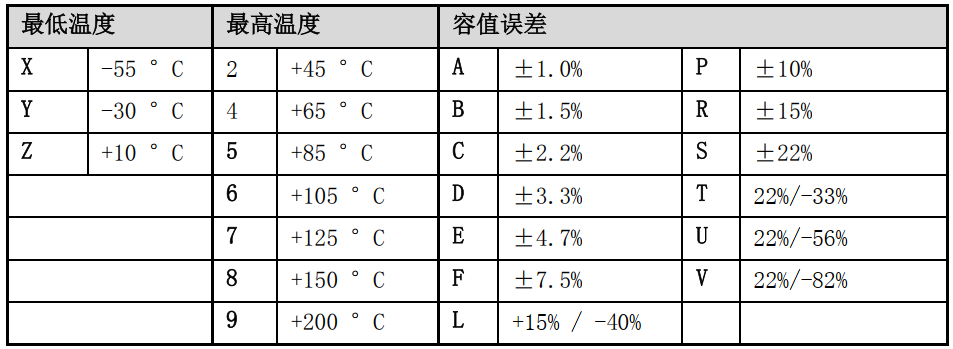 最低温度 最高温度 容值误差
X -55 ° C 2 +45 ° C A ±1.0% P ±10%
Y -30 ° C 4 +65 ° C B ±1.5% R ±15%
Z +10 ° C 5 +85 ° C C ±2.2% S ±22%
6 +105 ° C D ±3.3% T 22%/-33%
7 +125 ° C E ±4.7% U 22%/-56%
8 +150 ° C F ±7.5% V 22%/-82%
9 +200 ° C L +15% / -40%